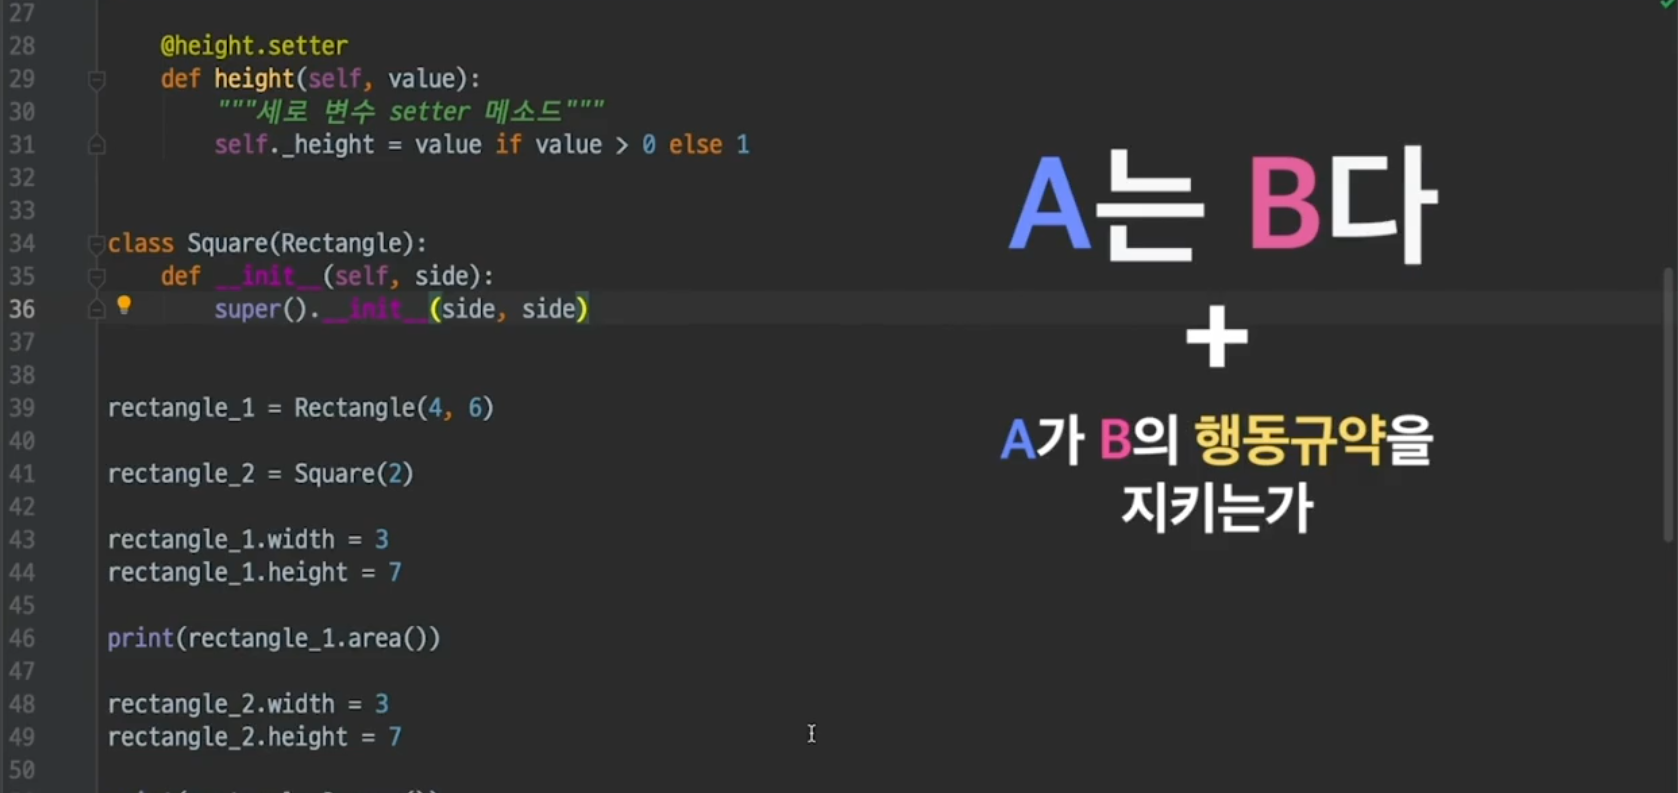 27
28 @height.setter
29 def height(self, value):
30 """세로 변수 setter 메소드"""
31 self._height = value if value > 0 else 1
32
33
34 class Square(Rectangle):
35 def __init__(self, side):
36 super().__init__(side, side)
37
38
39 rectangle_1 = Rectangle(4, 6)
40
41 rectangle_2 = Square(2)
42
43 rectangle_1.width = 3
44 rectangle_1.height = 7
45
46 print(rectangle_1.area())
47
48 rectangle_2.width = 3
49 rectangle_2.height = 7
50
A는 B다
+
A가 B의 행동규약을
지키는가